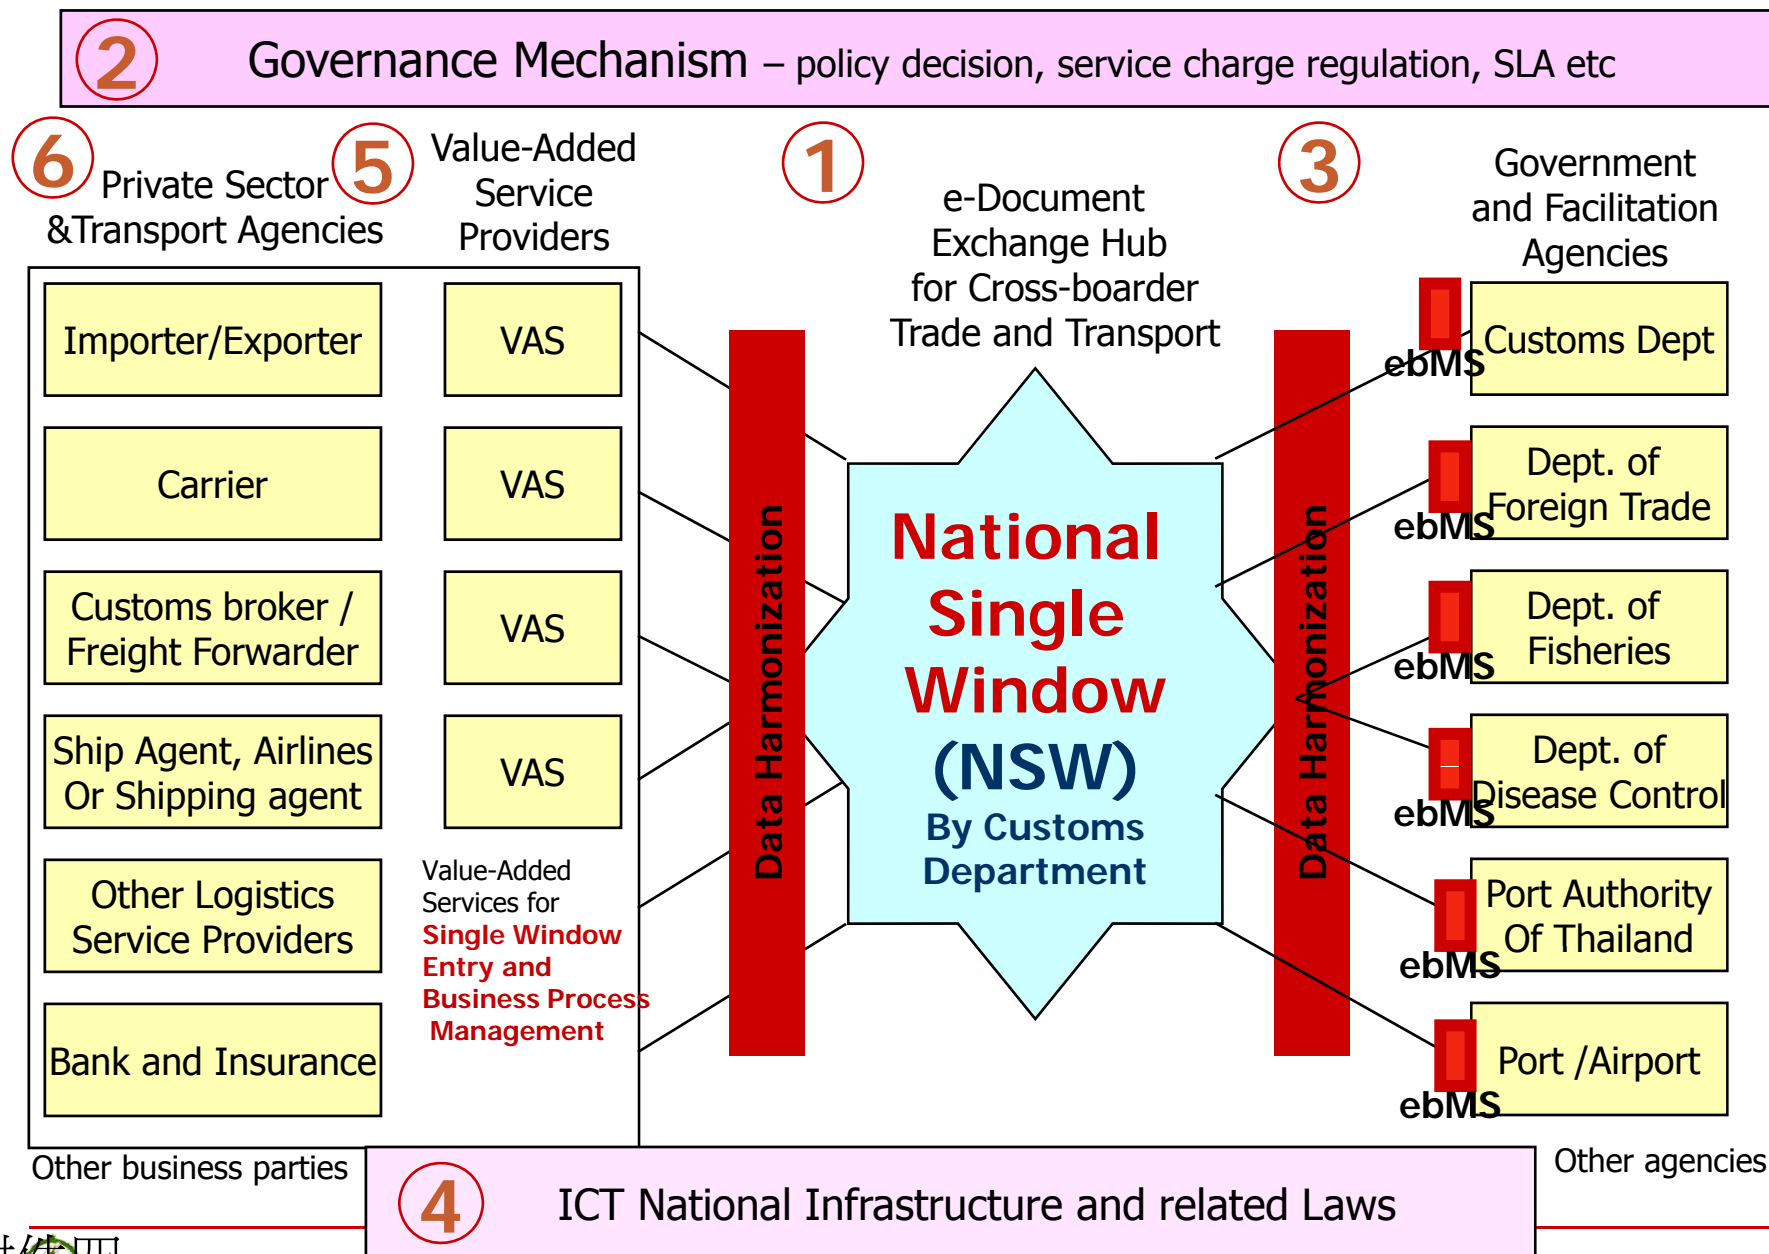 2
Governance Mechanism – policy decision, service charge regulation, SLA etc
6
Private Sector
&Transport Agencies
5
Value-Added
Service
Providers
1
e-Document
Exchange Hub
for Cross-boarder
Trade and Transport
3
Government
and Facilitation
Agencies
Importer/Exporter
Carrier
Customs broker /
Freight Forwarder
Ship Agent, Airlines
Or Shipping agent
Other Logistics
Service Providers
Bank and Insurance
VAS
VAS
VAS
VAS
Value-Added
Services for
Single Window
Entry and
Business Process
Management
Data Harmonization
National
Single
Window
(NSW)
By Customs
Department
Data Harmonization
ebMS
Customs Dept
ebMS
Dept. of
Foreign Trade
ebMS
Dept. of
Fisheries
ebMS
Dept. of
Disease Control
ebMS
Port Authority
Of Thailand
ebMS
Port /Airport
Other business parties
Other agencies
4
ICT National Infrastructure and related Laws